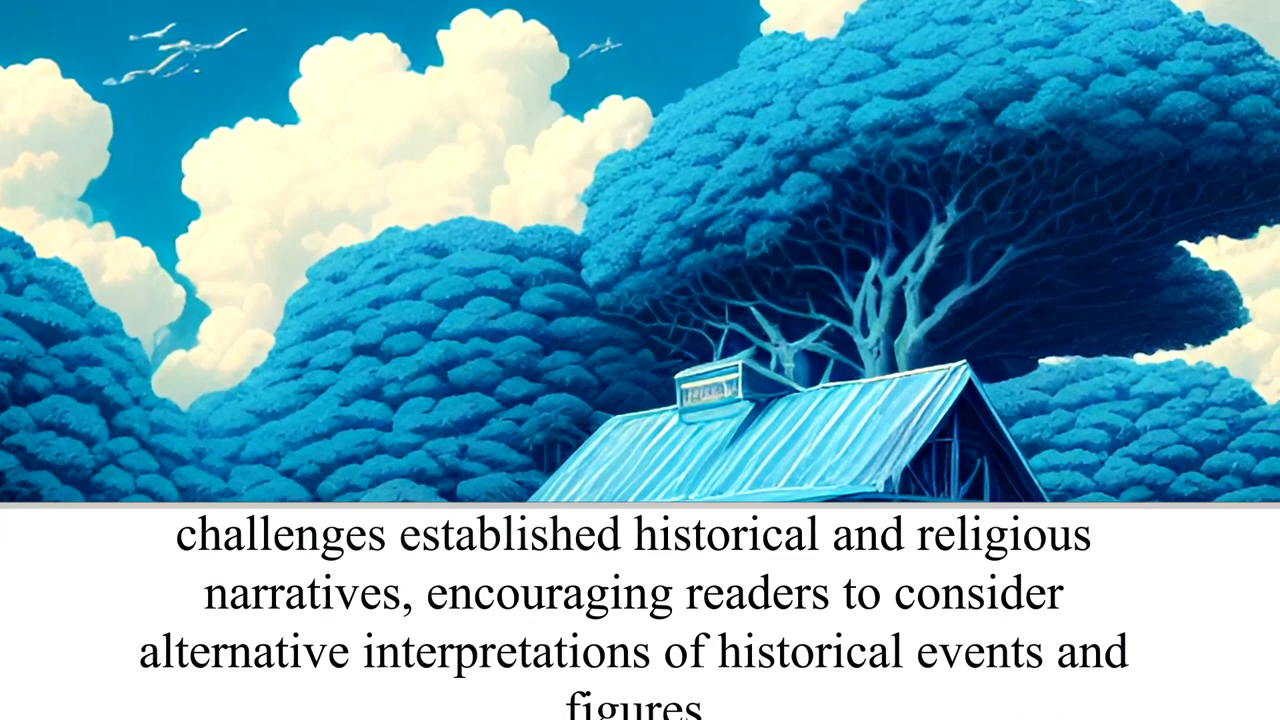 challenges established historical and religious
narratives, encouraging readers to consider
alternative interpretations of historical events and
figures